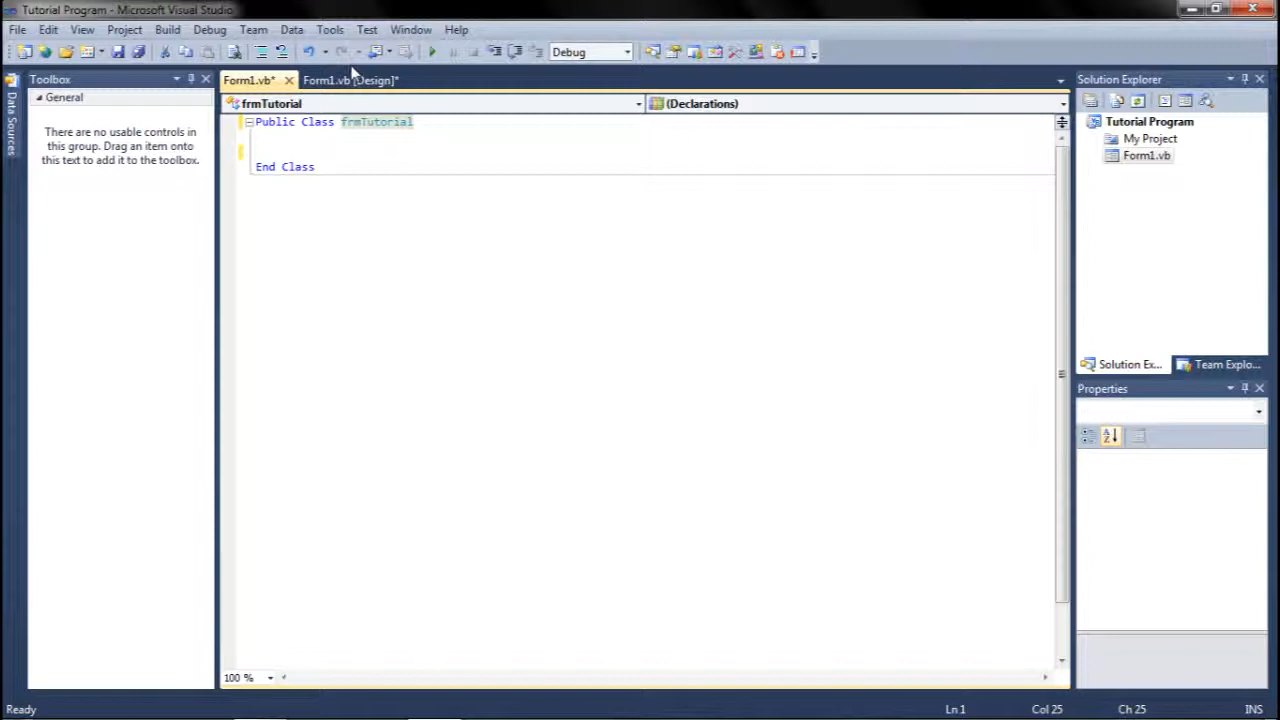 Tutorial Program - Microsoft Visual Studio
File Edit View Project Build Debug Team Data Tools Test Window Help
Debug
Toolbox
Form1.vb* Form1.vb [Design]*
Solution Explorer
General
frmTutorial
(Declarations)
There are no usable controls in
this group. Drag an item onto
this text to add it to the toolbox.
Data Sources
Public Class frmTutorial
End Class
Tutorial Program
My Project
Form1.vb
Solution Ex...
Team Explo...
Properties
100 %
Ready
Ln 1
Col 25
Ch 25
INS